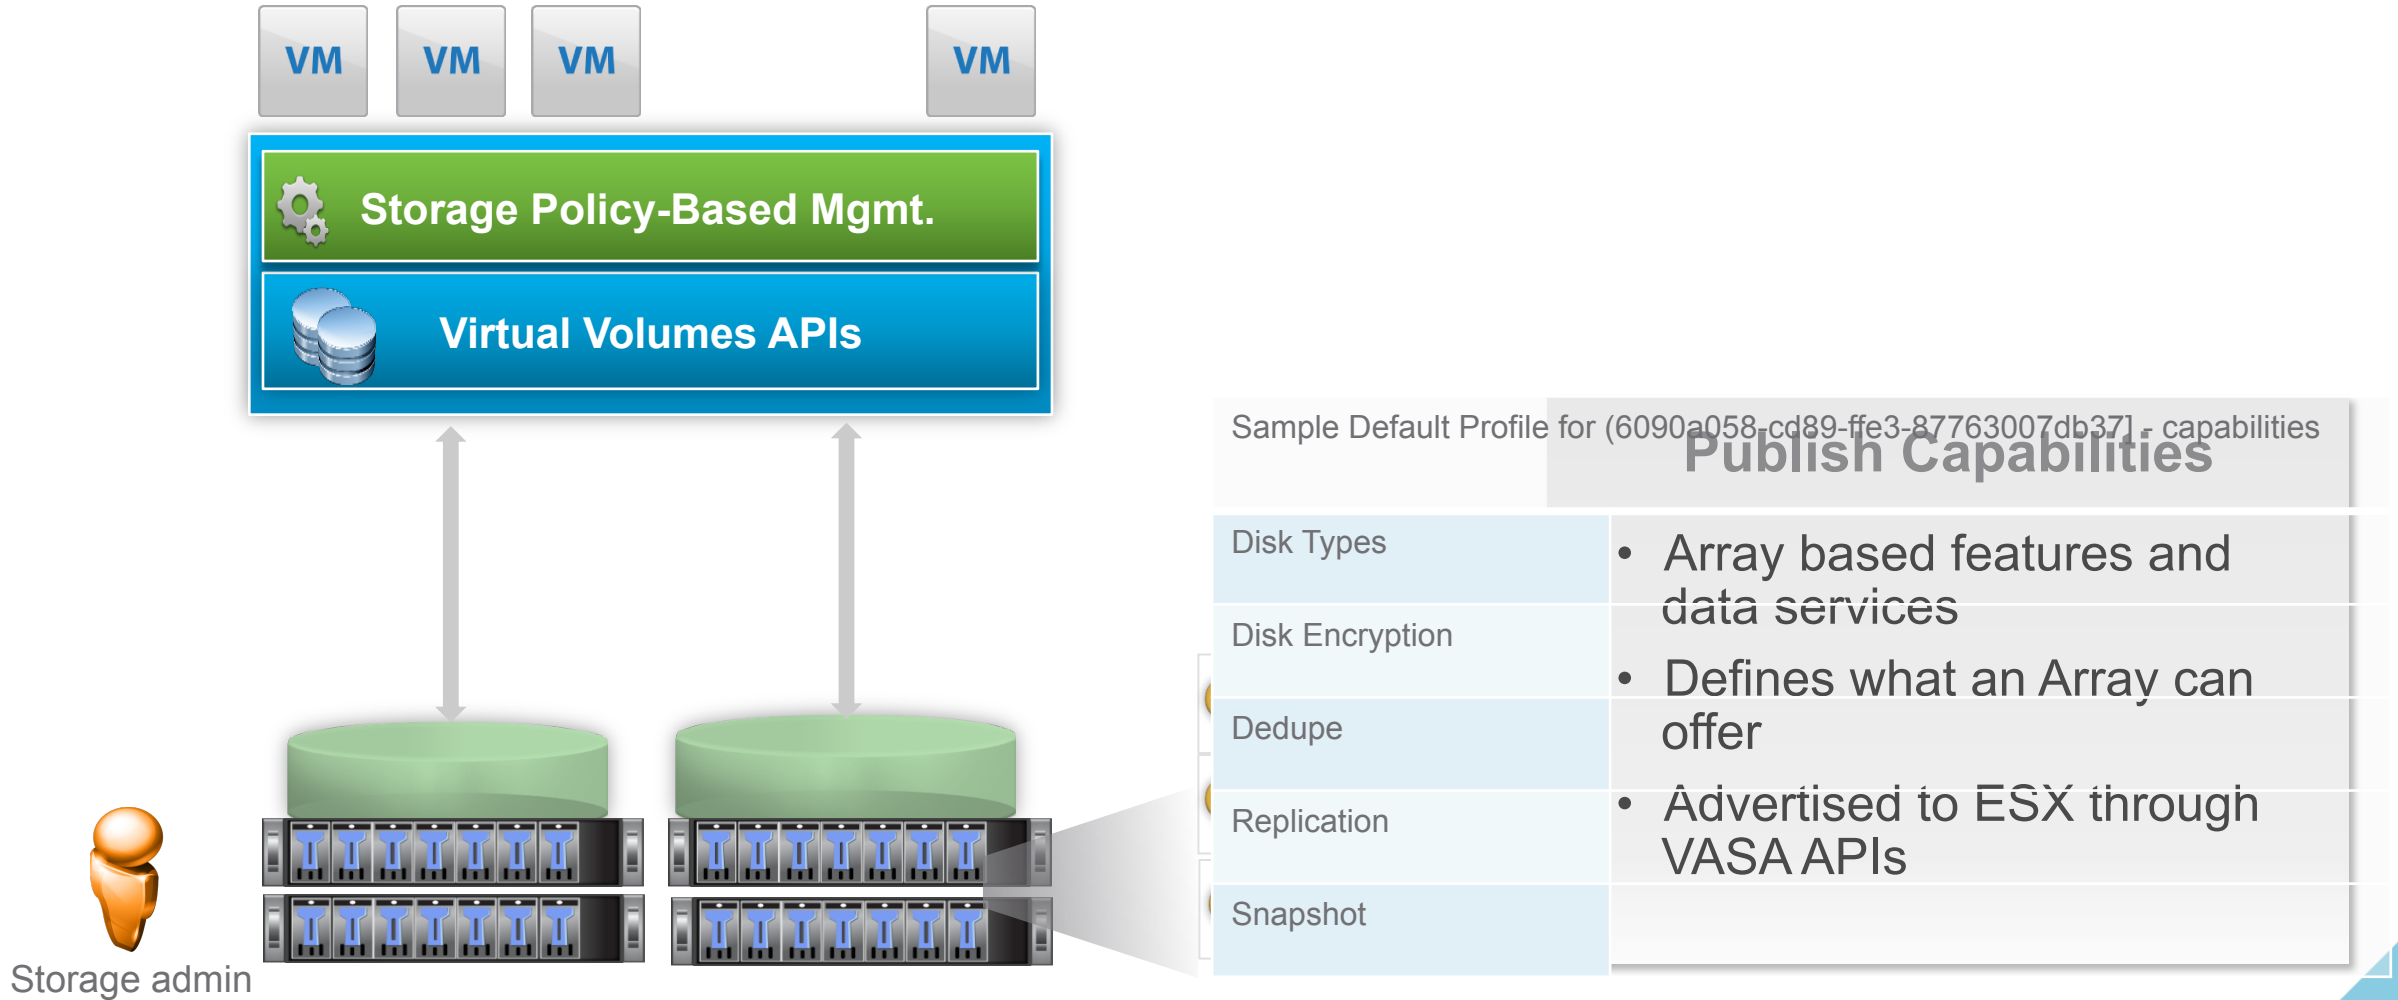 VM VM VM VM
Storage Policy-Based Mgmt.
Virtual Volumes APIs
Sample Default Profile for (6090a058-cd89-ffe3-87763007db37] - capabilities
Publish Capabilities
Disk Types
Disk Encryption
Dedupe
Replication
Snapshot
• Array based features and
data services
• Defines what an Array can
offer
• Advertised to ESX through
VASA APIs
Storage admin